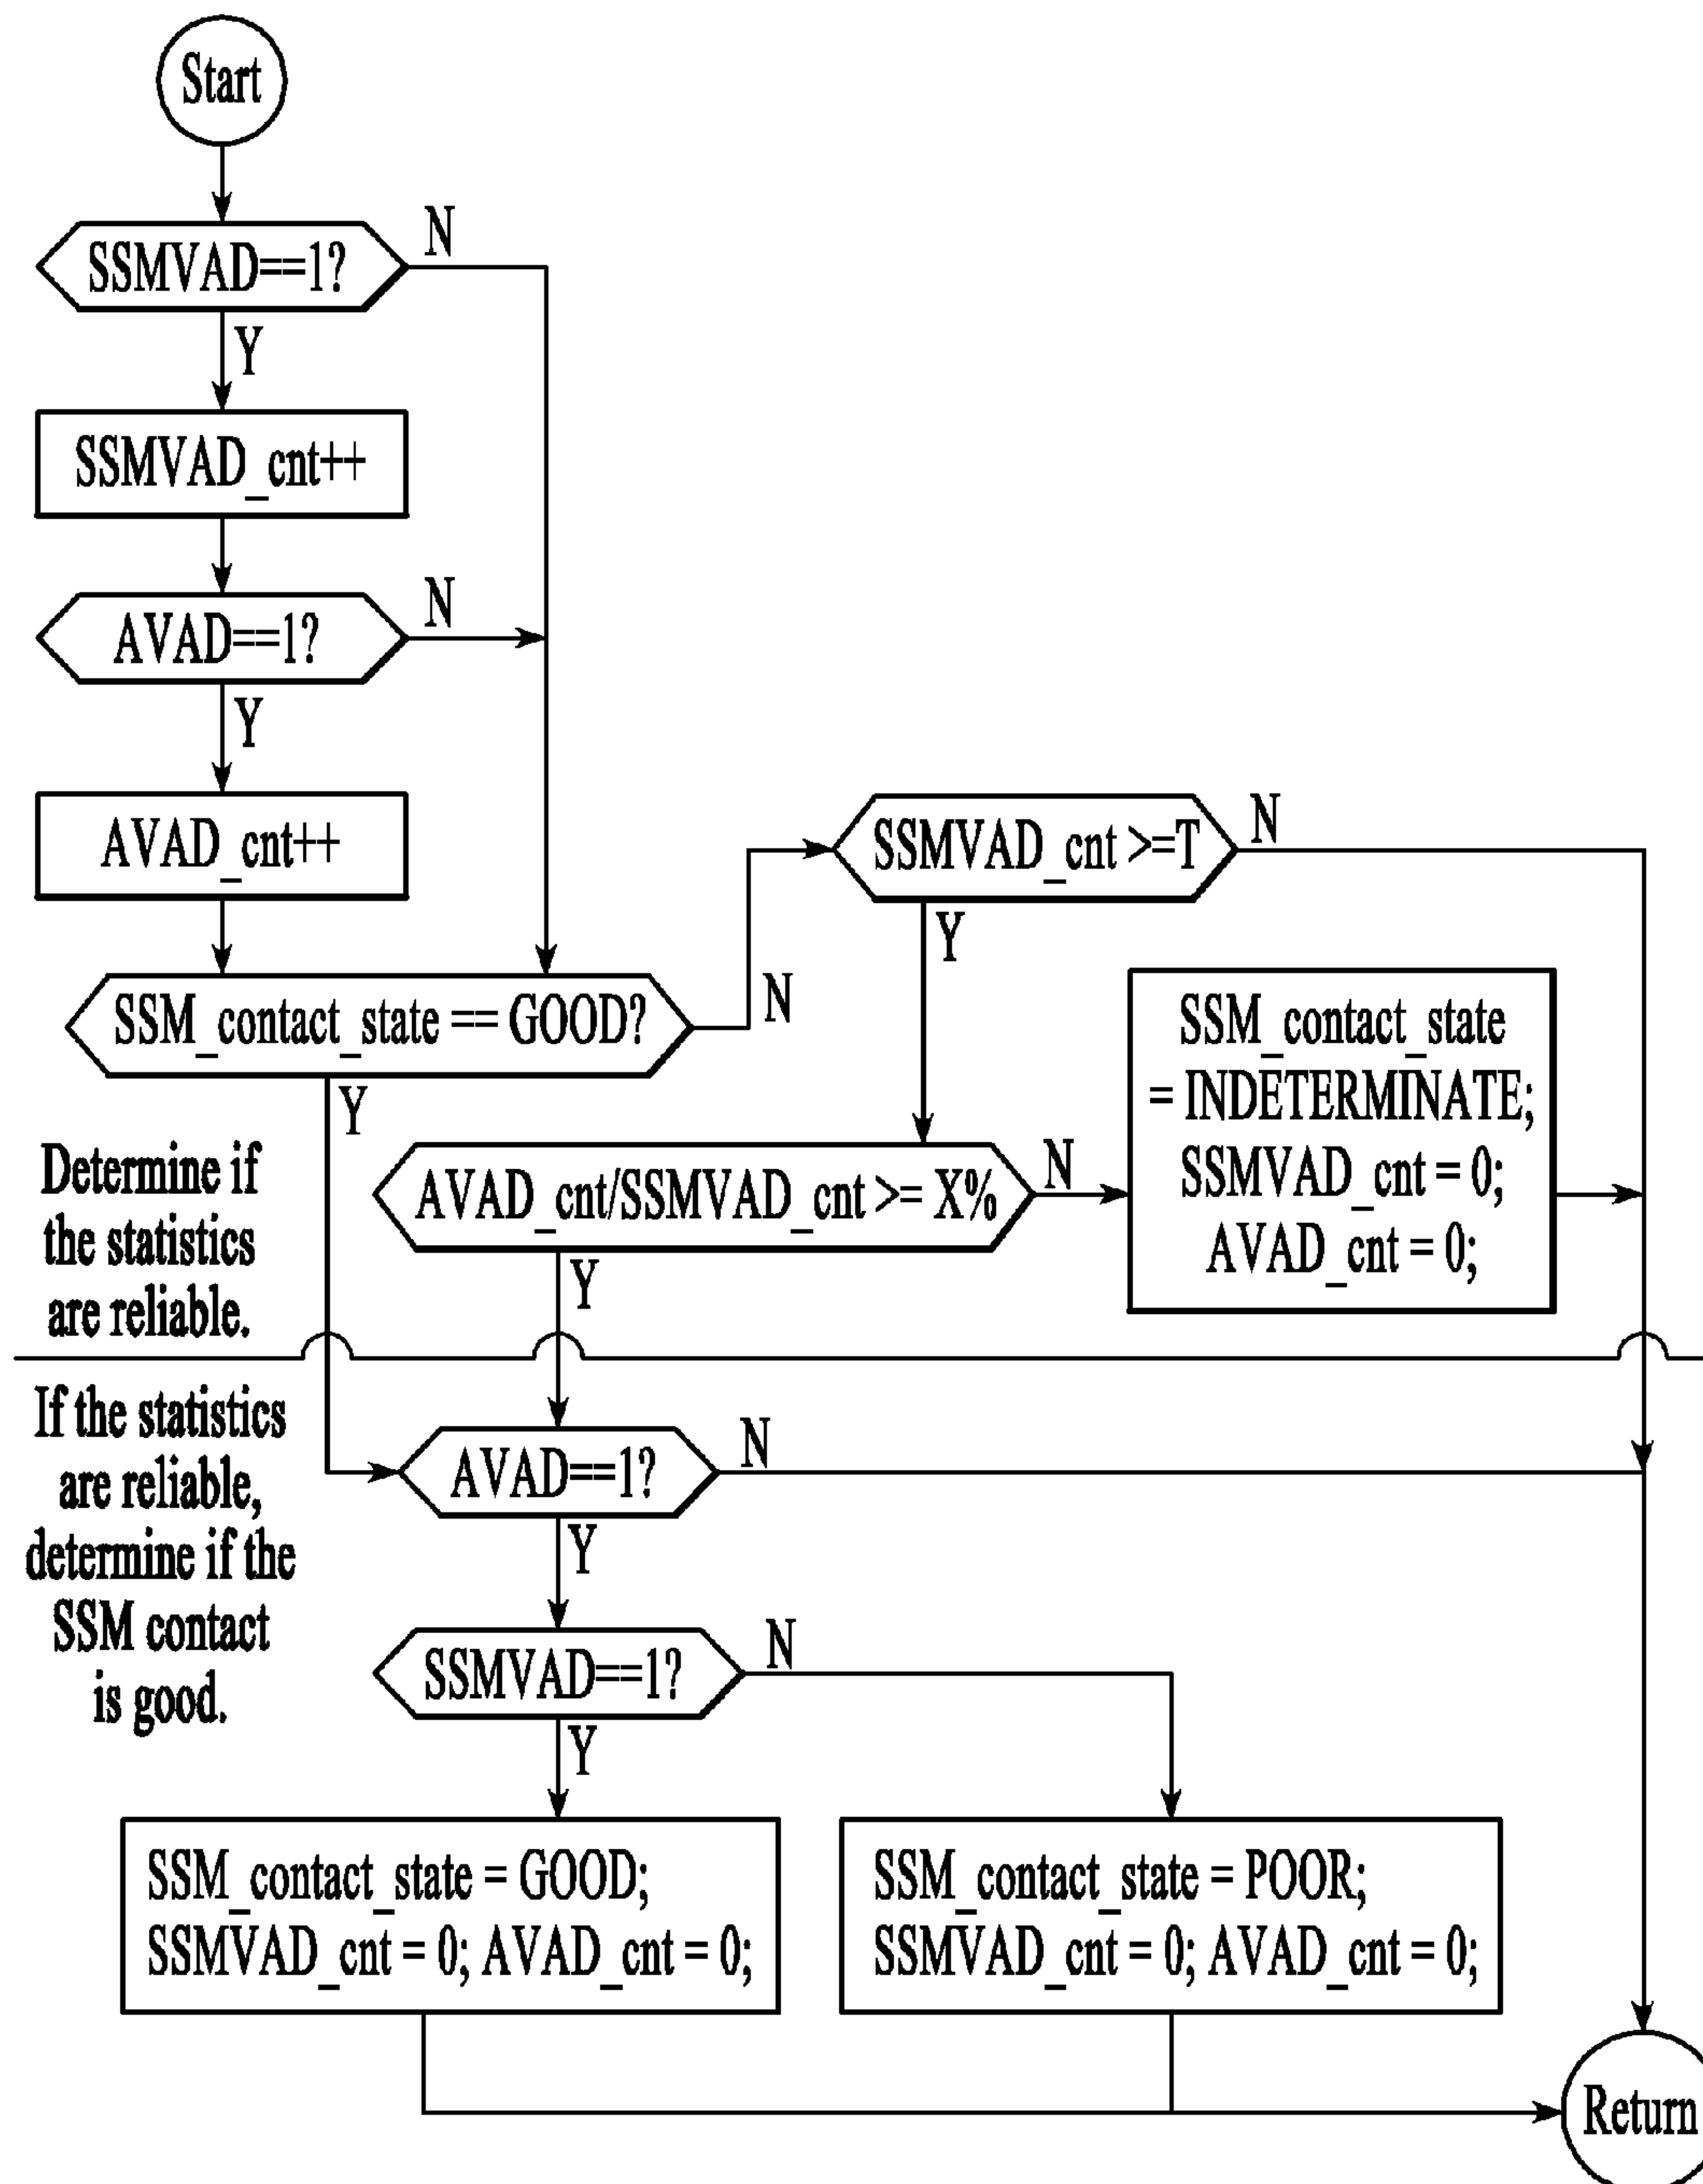 Start
SSMVAD==1?
N
Y
SSMVAD_cnt++
AVAD==1?
N
Y
AVAD_cnt++
SSM_contact_state == GOOD?
N
Y
SSMVAD_cnt >=T
N
Y
AVAD_cnt/SSMVAD_cnt >= X%
N
Y
SSM_contact_state
= INDETERMINATE;
SSMVAD_cnt = 0;
AVAD_cnt = 0;
Determine if
the statistics
are reliable.
If the statistics
are reliable,
determine if the
SSM contact
is good.
AVAD==1?
N
Y
SSMVAD==1?
N
Y
SSM_contact_state = GOOD;
SSMVAD_cnt = 0; AVAD_cnt = 0;
SSM_contact_state = POOR;
SSMVAD_cnt = 0; AVAD_cnt = 0;
Return